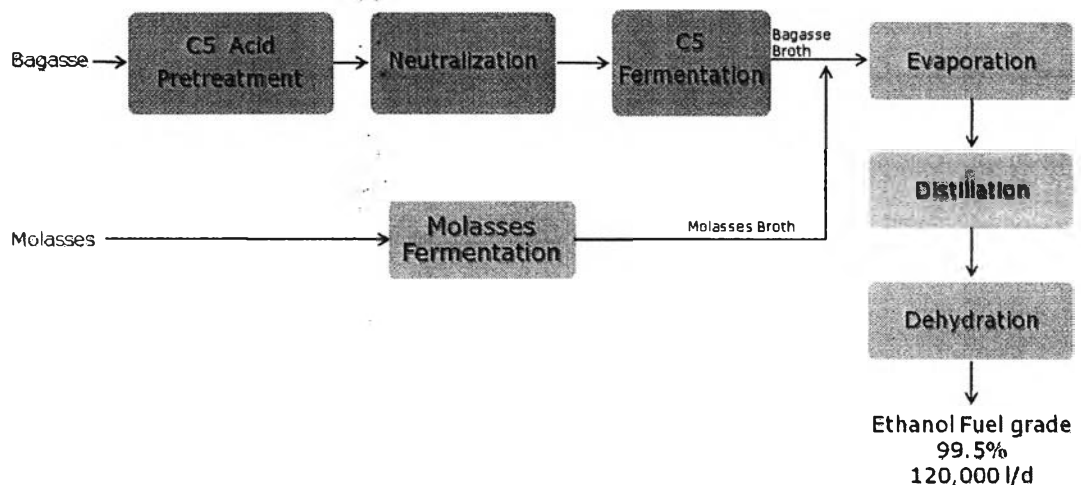 Bagasse
C5 Acid
Pretreatment
Neutralization
C5
Fermentation
Bagasse
Broth
Evaporation
Distillation
Molasses
Molasses
Fermentation
Molasses Broth
Dehydration
Ethanol Fuel grade
99.5%
120,000 l/d